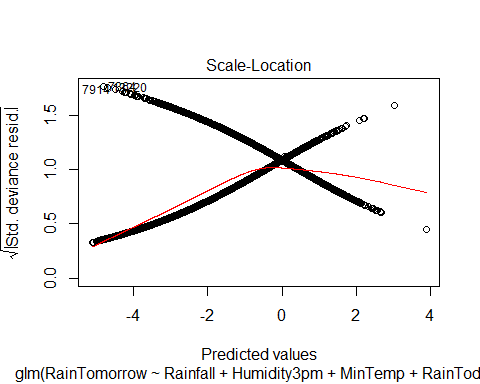 Scale-Location
1.5
1.0
0.5
0.0
√|Std. deviance resid.|
-4 -2 0 2 4
Predicted values
glm(RainTomorrow ~ Rainfall + Humidity3pm + MinTemp + RainTod